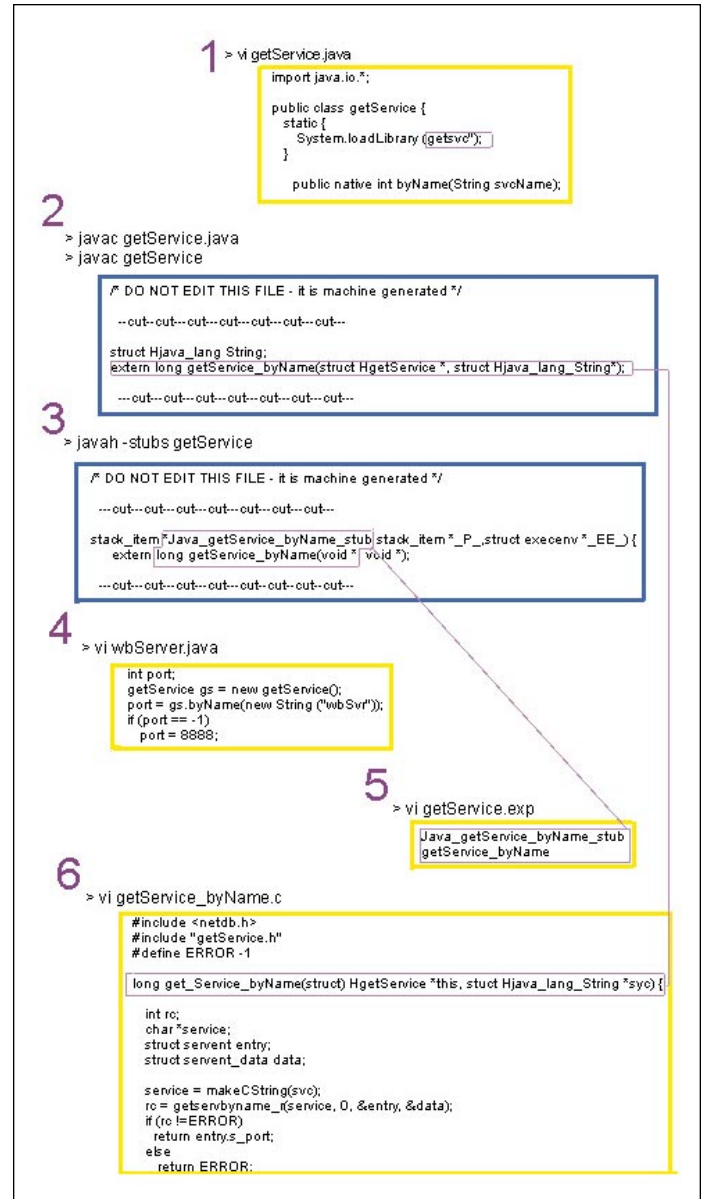 1 > vi getService.java
import java.io.*;
public class getService {
static {
System.loadLibrary (getsvc");
}
public native int byName(String svcName);
2
> javac getService.java
> javac getService
/* DO NOT EDIT THIS FILE - it is machine generated */
--cut--cut---cut---cut---cut---cut---cut---
struct Hjava_lang String;
extern long getService_byName(struct HgetService *, struct Hjava_lang_String*);
---cut---cut---cut---cut---cut---cut---cut---
3
> javah -stubs getService
/* DO NOT EDIT THIS FILE - it is machine generated */
---cut---cut---cut---cut---cut---cut---cut---
stack_item *Java_getService_byName_stub stack_item *_P_,struct execenv *_EE_) {
extern long getService_byName(void * void *);
---cut---cut---cut---cut---cut---cut---cut---
4
> vi wbServer.java
int port;
getService gs = new getService();
port = gs.byName(new String ("wbSvr"));
if (port == -1)
port = 8888;
5
> vi getService.exp
Java_getService_byName_stub
getService_byName
6
> vi getService_byName.c
#include <netdb.h>
#include "getService.h"
#define ERROR -1
long get_Service_byName(struct) HgetService *this, stuct Hjava_lang_String *syc) {
int rc;
char *service;
struct servent entry;
struct servent_data data;
service = makeCString(svc);
rc = getservbyname_r(service, 0, &entry, &data);
if (rc !=ERROR)
return entry.s_port;
else
return ERROR;